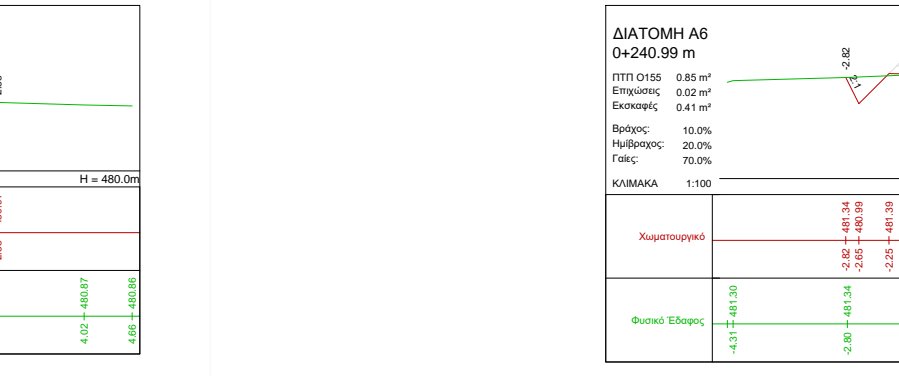 H = 480.0m
4.02
480.87
4.66
480.86
ΔΙΑΤΟΜΗ Α6
0+240.99 m
ΠΤΠ Ο155 0.85 m²
Επιχώσεις 0.02 m²
Εκσκαφές 0.41 m²
Βράχος: 10.0%
Ημίβραχος: 20.0%
Γαίες: 70.0%
ΚΛΙΜΑΚΑ 1:100
-2.82
2:1
Χωματουργικό
-2.82
481.34
-2.65
480.99
-2.25
481.39
Φυσικό Έδαφος
-4.31
481.30
-2.80
481.34